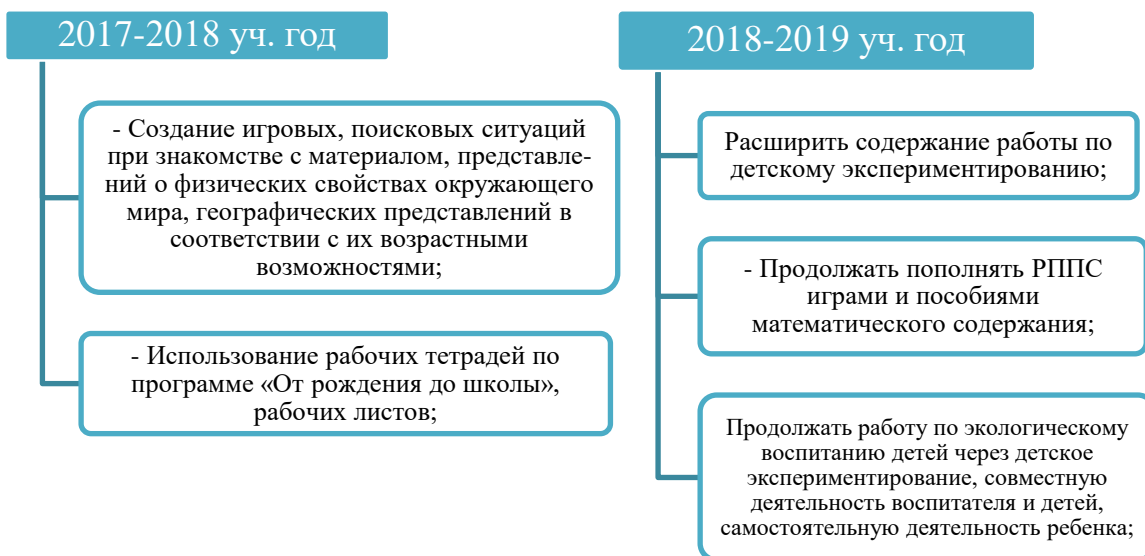 2017-2018 уч. год
- Создание игровых, поисковых ситуаций
при знакомстве с материалом, представле-
ний о физических свойствах окружающего
мира, географических представлений в
соответствии с их возрастными
возможностями;
- Использование рабочих тетрадей по
программе «От рождения до школы»,
рабочих листов;
2018-2019 уч. год
Расширить содержание работы по
детскому экспериментированию;
- Продолжать пополнять РППС
играми и пособиями
математического содержания;
Продолжать работу по экологическому
воспитанию детей через детское
экспериментирование, совместную
деятельность воспитателя и детей,
самостоятельную деятельность ребенка;